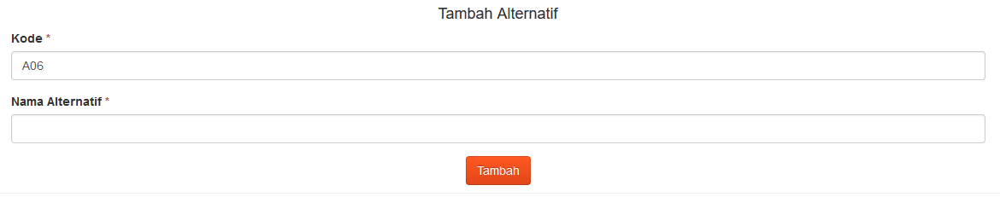 Tambah Alternatif
Kode *
A06
Nama Alternatif *
Tambah